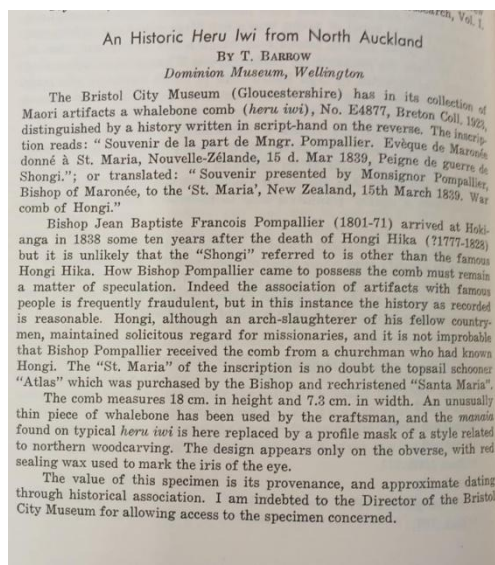 earch, Vol. I.
An Historic Heru Iwi from North Auckland
BY T. BARROW
Dominion Museum, Wellington
The Bristol City Museum (Gloucestershire) has in its collection of
Maori artifacts a whalebone comb (heru iwi), No. E4877, Breton Coll. 1923,
distinguished by a history written in script-hand on the reverse. The inscrip-
tion reads: "Souvenir de la part de Mngr. Pompallier. Evèque de Maronée
donné à St. Maria, Nouvelle-Zélande, 15 d. Mar 1839, Peigne de guerre de
Shongi."; or translated: "Souvenir presented by Monsignor Pompallier,
Bishop of Maronée, to the 'St. Maria', New Zealand, 15th March 1839. War
comb of Hongi."
Bishop Jean Baptiste Francois Pompallier (1801-71) arrived at Hoki-
anga in 1838 some ten years after the death of Hongi Hika (?1777-1828)
but it is unlikely that the "Shongi" referred to is other than the famous
Hongi Hika. How Bishop Pompallier came to possess the comb must remain
a matter of speculation. Indeed the association of artifacts with famous
people is frequently fraudulent, but in this instance the history as recorded
is reasonable. Hongi, although an arch-slaughterer of his fellow country-
men, maintained solicitous regard for missionaries, and it is not improbable
that Bishop Pompallier received the comb from a churchman who had known
Hongi. The "St. Maria" of the inscription is no doubt the topsail schooner
"Atlas" which was purchased by the Bishop and rechristened "Santa Maria".
The comb measures 18 cm. in height and 7.3 cm. in width. An unusually
thin piece of whalebone has been used by the craftsman, and the manaia
found on typical heru iwi is here replaced by a profile mask of a style related
to northern woodcarving. The design appears only on the obverse, with red
sealing wax used to mark the iris of the eye.
The value of this specimen is its provenance, and approximate dating
through historical association. I am indebted to the Director of the Bristol
City Museum for allowing access to the specimen concerned.